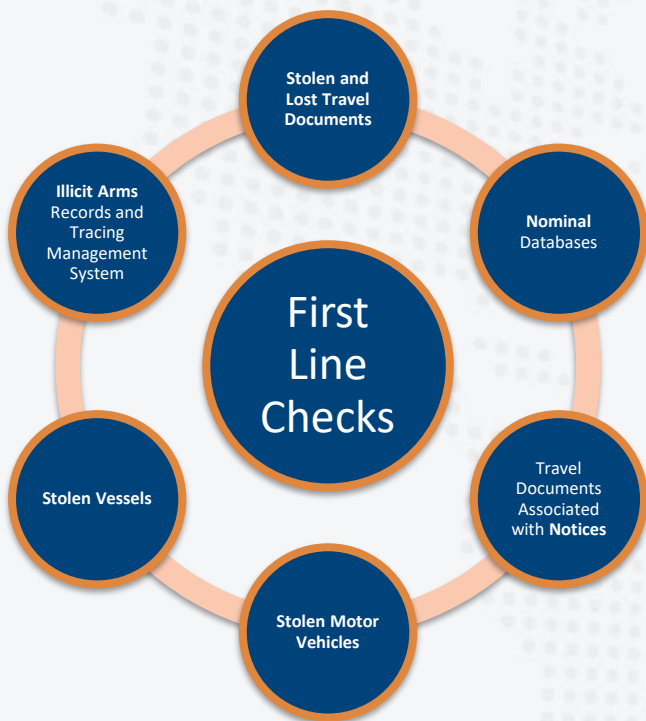 Stolen and
Lost Travel
Documents
Illicit Arms
Records and
Tracing
Management
System
Nominal
Databases
First
Line
Checks
Stolen Vessels
Travel
Documents
Associated
with Notices
Stolen Motor
Vehicles